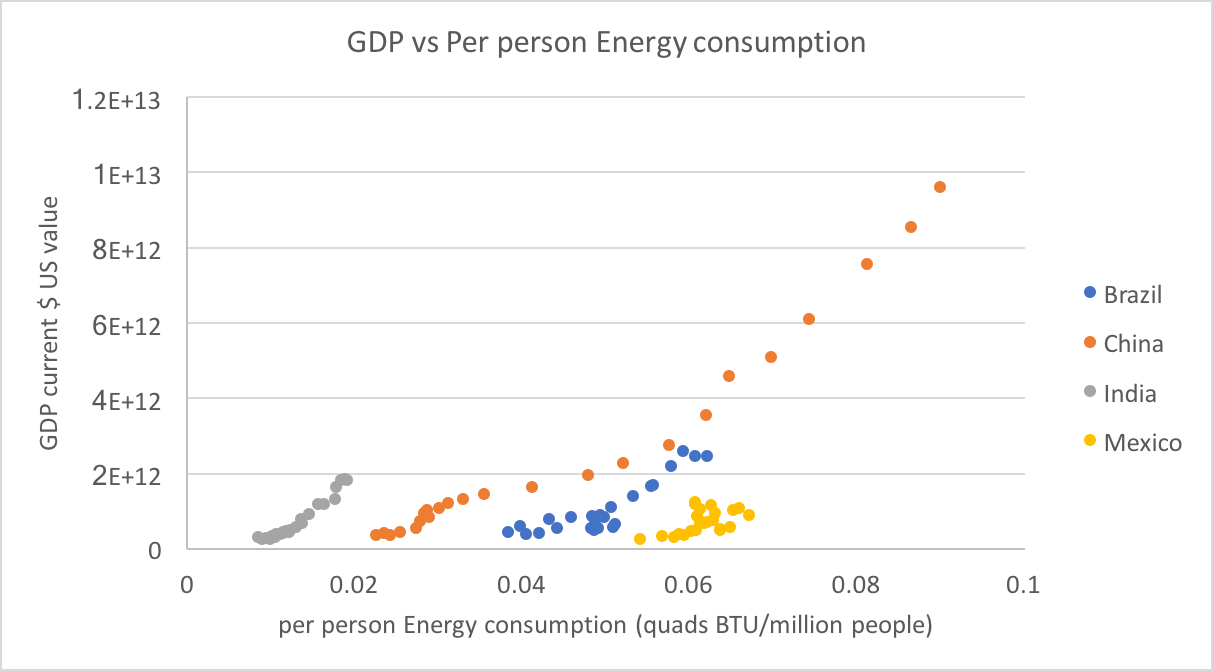 GDP vs Per person Energy consumption
1.2E+13
1E+13
8E+12
6E+12
4E+12
2E+12
0
GDP current $ US value
0 0.02 0.04 0.06 0.08 0.1
per person Energy consumption (quads BTU/million people)
Brazil
China
India
Mexico